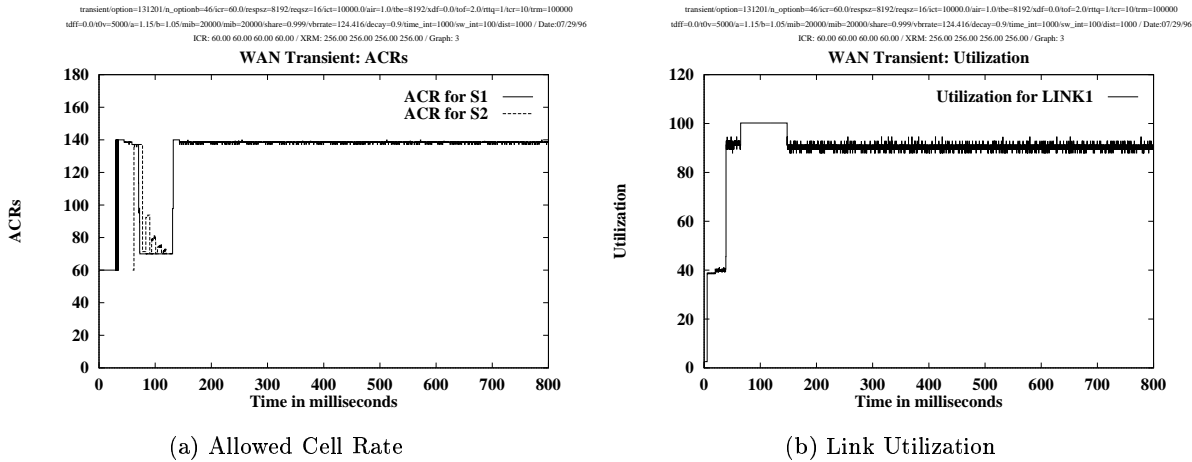 transient/option=131201/n_optionb=46/icr=60.0/respsz=8192/reqsz=16/ict=10000.0/air=1.0/tbe=8192/xdf=0.0/tof=2.0/rttq=1/tcr=10/trm=100000
tdff=0.0/t0v=5000/a=1.15/b=1.05/mib=20000/mib=20000/share=0.999/vbrrate=124.416/decay=0.9/time_int=1000/sw_int=100/dist=1000 / Date:07/29/96
ICR: 60.00 60.00 60.00 60.00 / XRM: 256.00 256.00 256.00 256.00 / Graph: 3
WAN Transient: ACRs
180
160
140
120
100
80
60
40
20
0
ACRs
ACR for S1
ACR for S2
0 100 200 300 400 500 600 700 800
Time in milliseconds
(a) Allowed Cell Rate
transient/option=131201/n_optionb=46/icr=60.0/respsz=8192/reqsz=16/ict=10000.0/air=1.0/tbe=8192/xdf=0.0/tof=2.0/rttq=1/tcr=10/trm=100000
tdff=0.0/t0v=5000/a=1.15/b=1.05/mib=20000/mib=20000/share=0.999/vbrrate=124.416/decay=0.9/time_int=1000/sw_int=100/dist=1000 / Date:07/29/96
ICR: 60.00 60.00 60.00 60.00 / XRM: 256.00 256.00 256.00 256.00 / Graph: 3
WAN Transient: Utilization
120
100
80
60
40
20
0
Utilization
Utilization for LINK1
0 100 200 300 400 500 600 700 800
Time in milliseconds
(b) Link Utilization